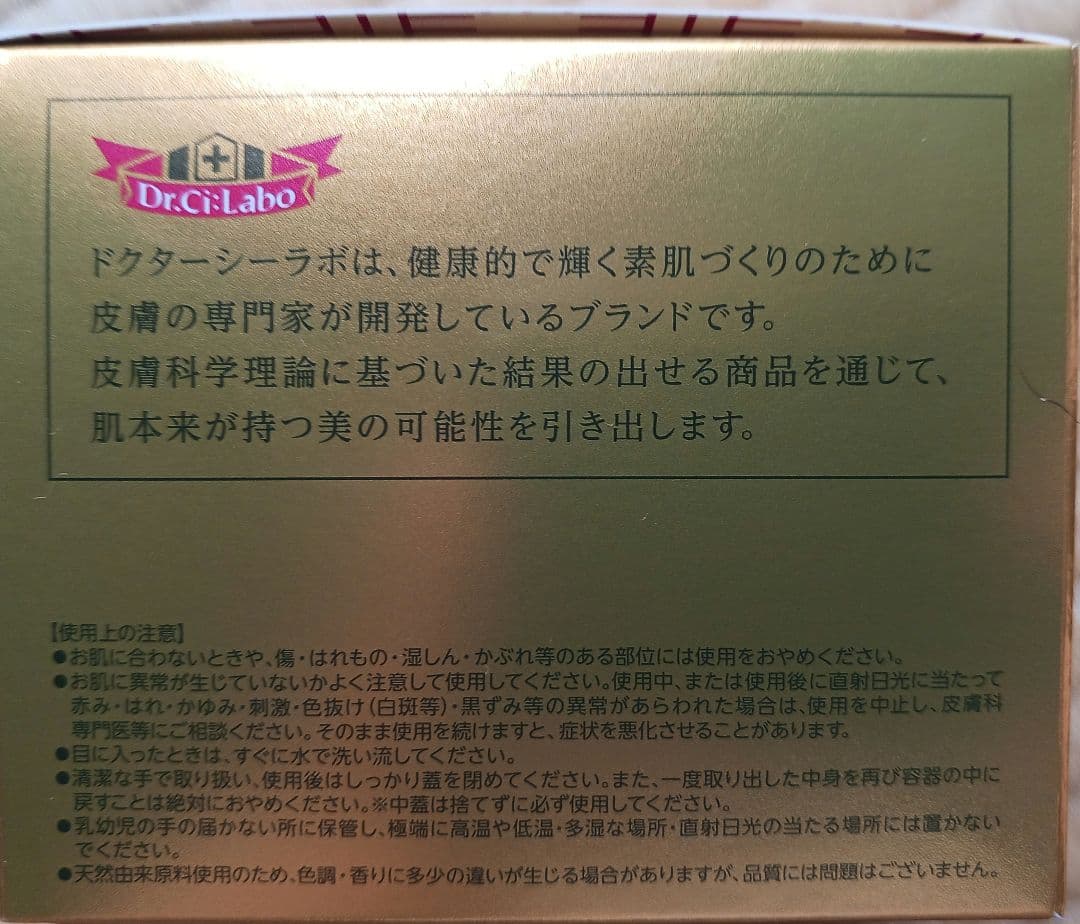 Dr.Ci:Labo
ドクターシーラボは、健康的で輝く素肌づくりのために
皮膚の専門家が開発しているブランドです。
皮膚科学理論に基づいた結果の出せる商品を通じて、
肌本来が持つ美の可能性を引き出します。
【使用上の注意】
●お肌に合わないときや、傷・はれもの・湿しん・かぶれ等のある部位には使用をおやめください。
●お肌に異常が生じていないかよく注意して使用してください。使用中、または使用後に直射日光に当たって
赤み・はれ・かゆみ・刺激・色抜け(白斑等)・黒ずみ等の異常があらわれた場合は、使用を中止し、皮膚科
専門医等にご相談ください。そのまま使用を続けますと、症状を悪化させることがあります。
●目に入ったときは、すぐに水で洗い流してください。
●清潔な手で取り扱い、使用後はしっかり蓋を閉めてください。また、一度取り出した中身を再び容器の中に
戻すことは絶対におやめください。※中蓋は捨てずに必ず使用してください。
●乳幼児の手の届かない所に保管し、極端に高温や低温・多湿な場所・直射日光の当たる場所には置かない
でください。
●天然由来原料使用のため、色調・香りに多少の違いが生じる場合がありますが、品質には問題はございません。